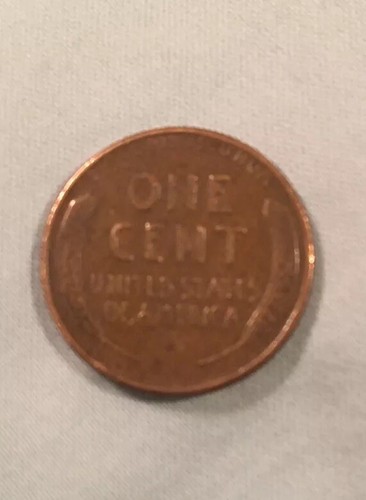 ONE
CENT
UNITED STATES
OF AMERICA